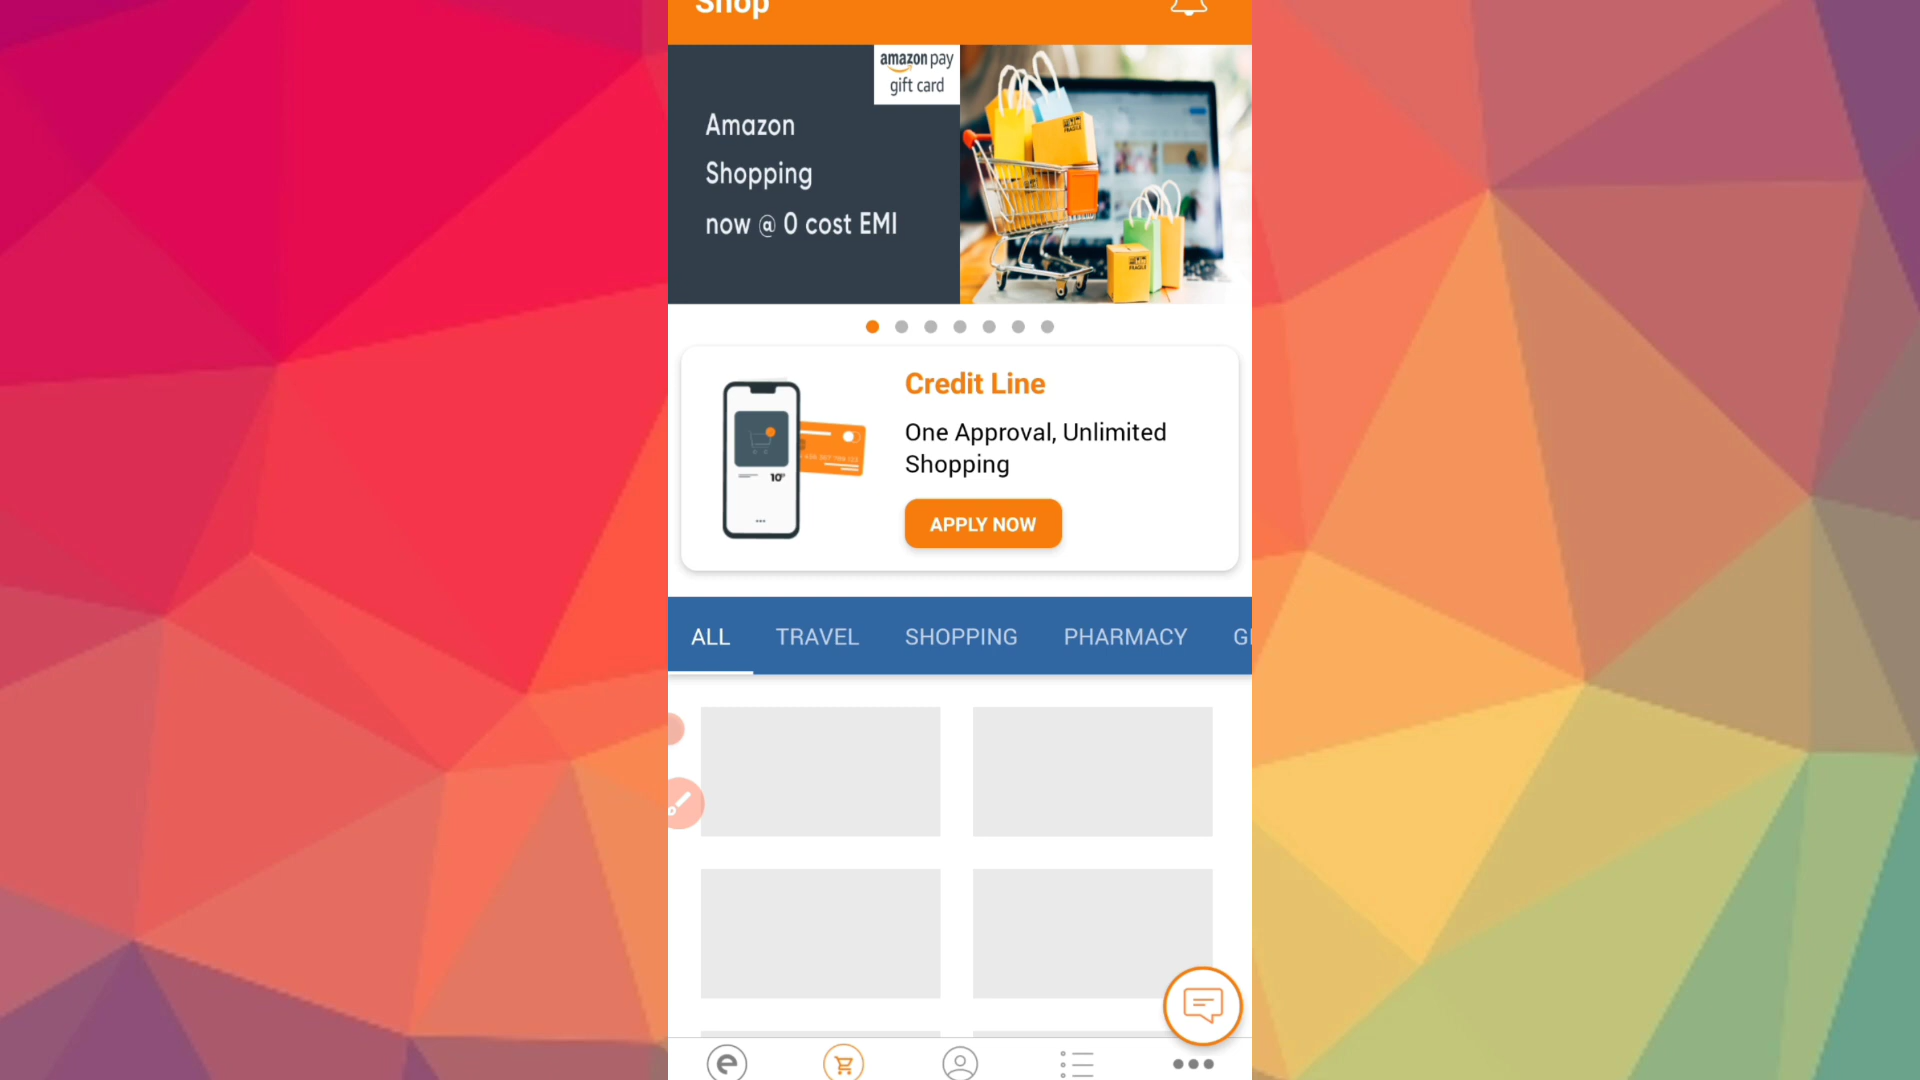 Shop
amazon pay
gift card
Amazon
Shopping
now @ 0 cost EMI
Credit Line
One Approval, Unlimited
Shopping
APPLY NOW
ALL TRAVEL SHOPPING PHARMACY